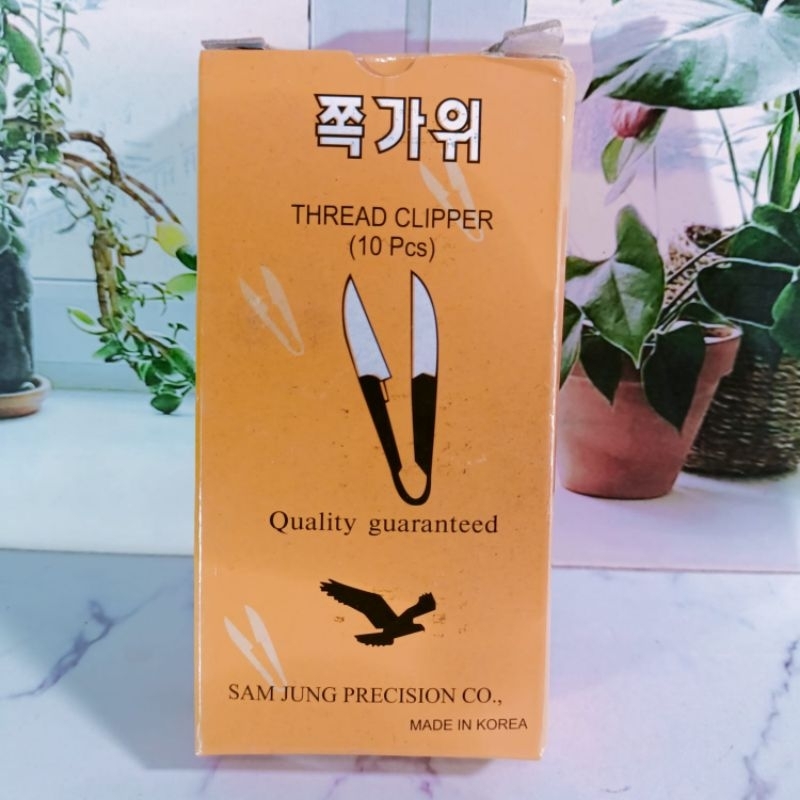 쪽가위
THREAD CLIPPER
(10 Pcs)
Quality guaranteed
SAM JUNG PRECISION CO.,
MADE IN KOREA